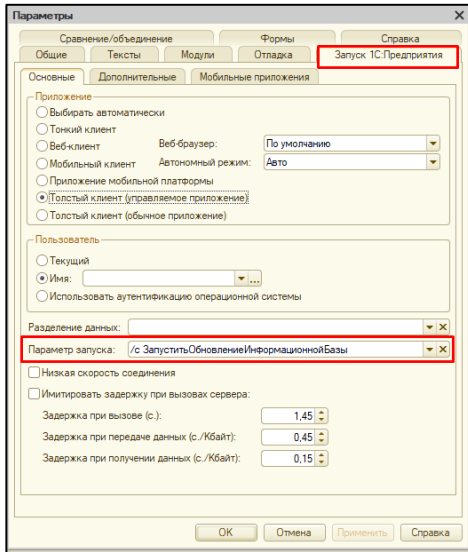 Параметры
Сравнение/объединение Формы Справка
Общие Тексты Модули Отладка Запуск 1С:Предприятия
Основные Дополнительные Мобильные приложения
Приложение
Выбирать автоматически
Тонкий клиент
Веб-клиент Веб-браузер: По умолчанию
Мобильный клиент Автономный режим: Авто
Приложение мобильной платформы
Толстый клиент (управляемое приложение)
Толстый клиент (обычное приложение)
Пользователь
Текущий
Имя: ...
Использовать аутентификацию операционной системы
Разделение данных:
Параметр запуска: /с ЗапуститьОбновлениеИнформационнойБазы
Низкая скорость соединения
Имитировать задержку при вызовах сервера:
Задержка при вызове (с.): 1,45
Задержка при передаче данных (с./Кбайт): 0,45
Задержка при получении данных (с./Кбайт): 0,15
OK Отмена Применить Справка